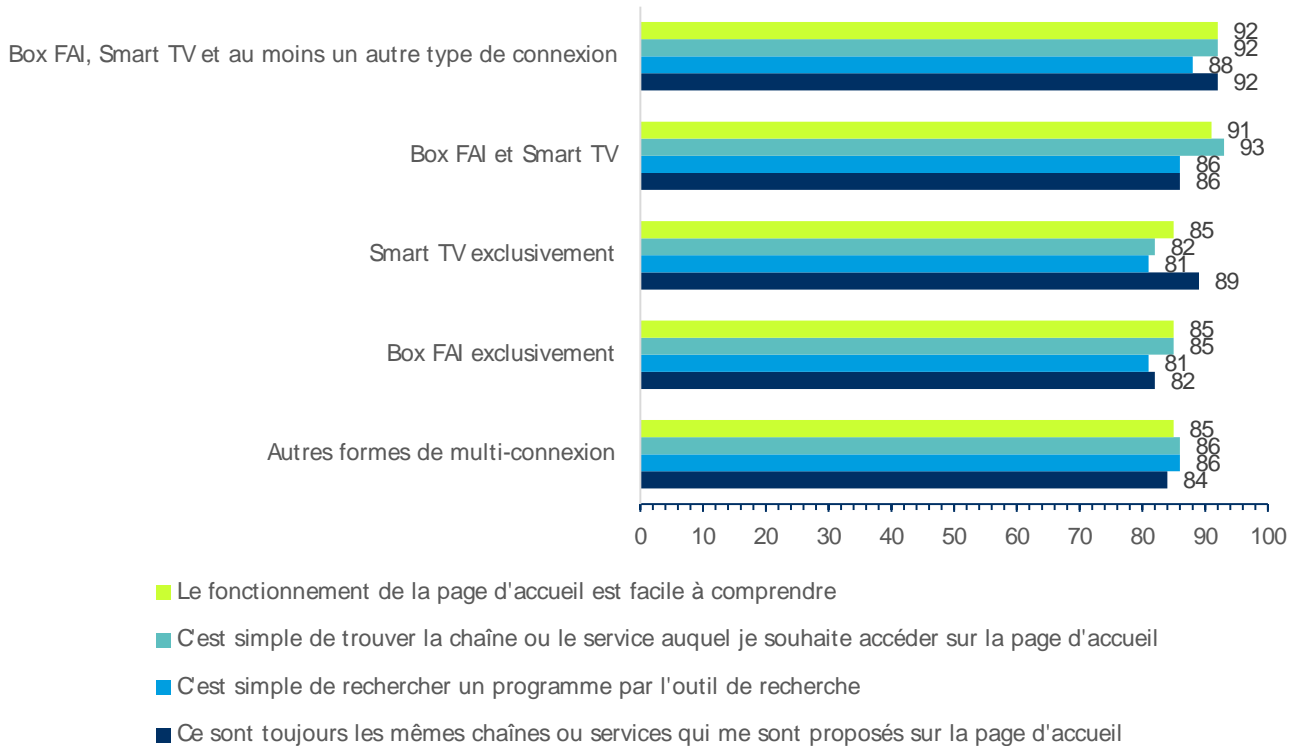 Box FAI, Smart TV et au moins un autre type de connexion
92
92
88
92
Box FAI et Smart TV
91
93
86
86
Smart TV exclusivement
85
82
81
89
Box FAI exclusivement
85
85
81
82
Autres formes de multi-connexion
85
86
86
84
0 10 20 30 40 50 60 70 80 90 100
Le fonctionnement de la page d'accueil est facile à comprendre
C'est simple de trouver la chaîne ou le service auquel je souhaite accéder sur la page d'accueil
C'est simple de rechercher un programme par l'outil de recherche
Ce sont toujours les mêmes chaînes ou services qui me sont proposés sur la page d'accueil